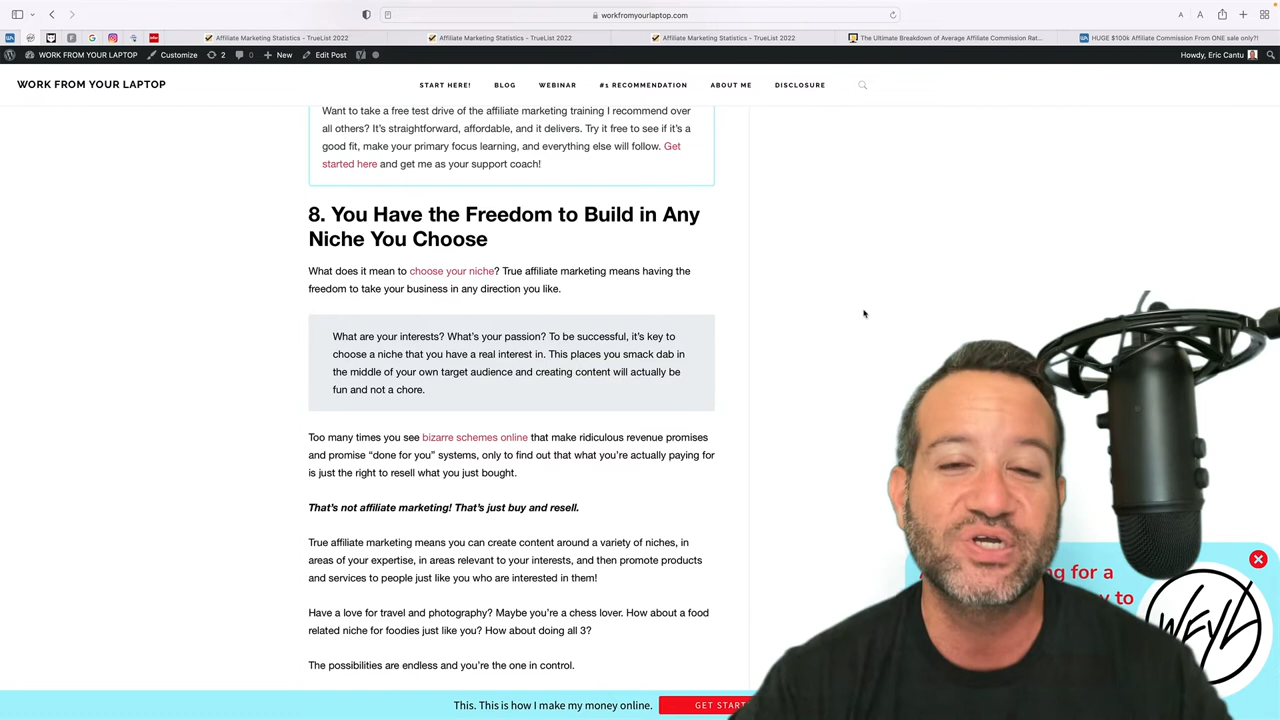 workfromyourlaptop.com
Affiliate Marketing Statistics - TrueList 2022
Affiliate Marketing Statistics - TrueList 2022
Affiliate Marketing Statistics - TrueList 2022
The Ultimate Breakdown of Average Affiliate Commission Rat...
HUGE $100k Affiliate Commission From ONE sale only?!
WORK FROM YOUR LAPTOP
Customize
2
0
New
Edit Post
Howdy, Eric Cantu
WORK FROM YOUR LAPTOP
START HERE!
BLOG
WEBINAR
#1 RECOMMENDATION
ABOUT ME
DISCLOSURE
Want to take a free test drive of the affiliate marketing training I recommend over
all others? It's straightforward, affordable, and it delivers. Try it free to see if it's a
good fit, make your primary focus learning, and everything else will follow. Get
started here and get me as your support coach!
8. You Have the Freedom to Build in Any
Niche You Choose
What does it mean to choose your niche? True affiliate marketing means having the
freedom to take your business in any direction you like.
What are your interests? What's your passion? To be successful, it's key to
choose a niche that you have a real interest in. This places you smack dab in
the middle of your own target audience and creating content will actually be
fun and not a chore.
Too many times you see bizarre schemes online that make ridiculous revenue promises
and promise “done for you” systems, only to find out that what you're actually paying for
is just the right to resell what you just bought.
That's not affiliate marketing! That's just buy and resell.
True affiliate marketing means you can create content around a variety of niches, in
areas of your expertise, in areas relevant to your interests, and then promote products
and services to people just like you who are interested in them!
Have a love for travel and photography? Maybe you're a chess lover. How about a food
related niche for foodies just like you? How about doing all 3?
The possibilities are endless and you're the one in control.
for a
to
WFYL
This. This is how I make my money online.
GET START